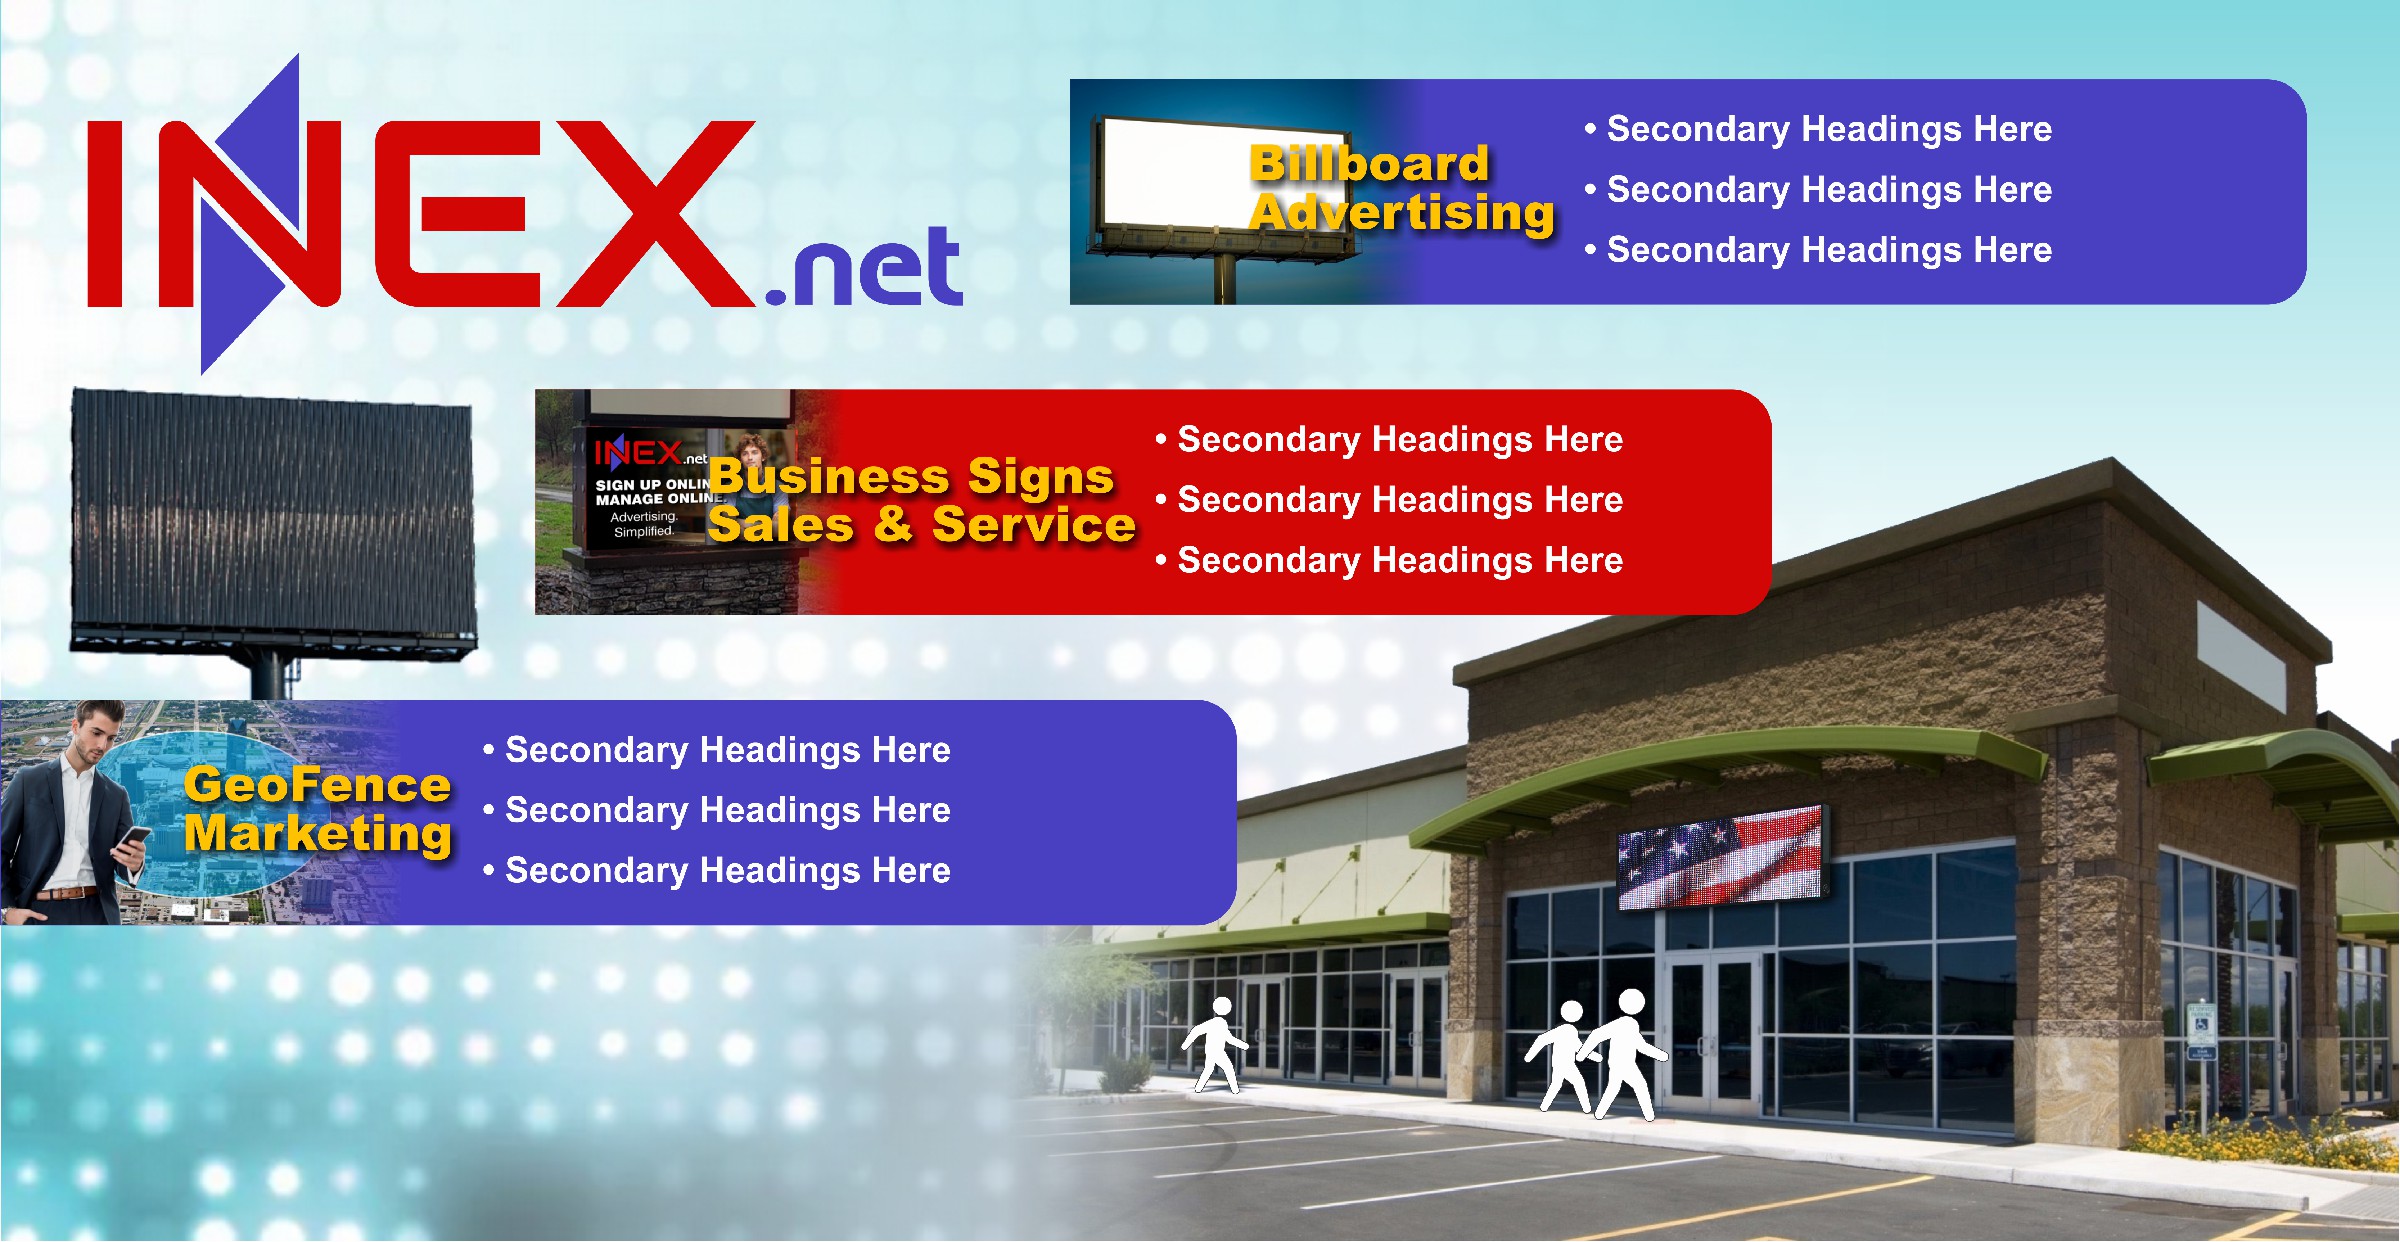 INEX.net
Billboard
Advertising
• Secondary Headings Here
• Secondary Headings Here
• Secondary Headings Here
INEX.net
SIGN UP ONLINE.
MANAGE ONLINE.
Advertising.
Simplified.
Business Signs
Sales & Service
• Secondary Headings Here
• Secondary Headings Here
• Secondary Headings Here
GeoFence
Marketing
• Secondary Headings Here
• Secondary Headings Here
• Secondary Headings Here